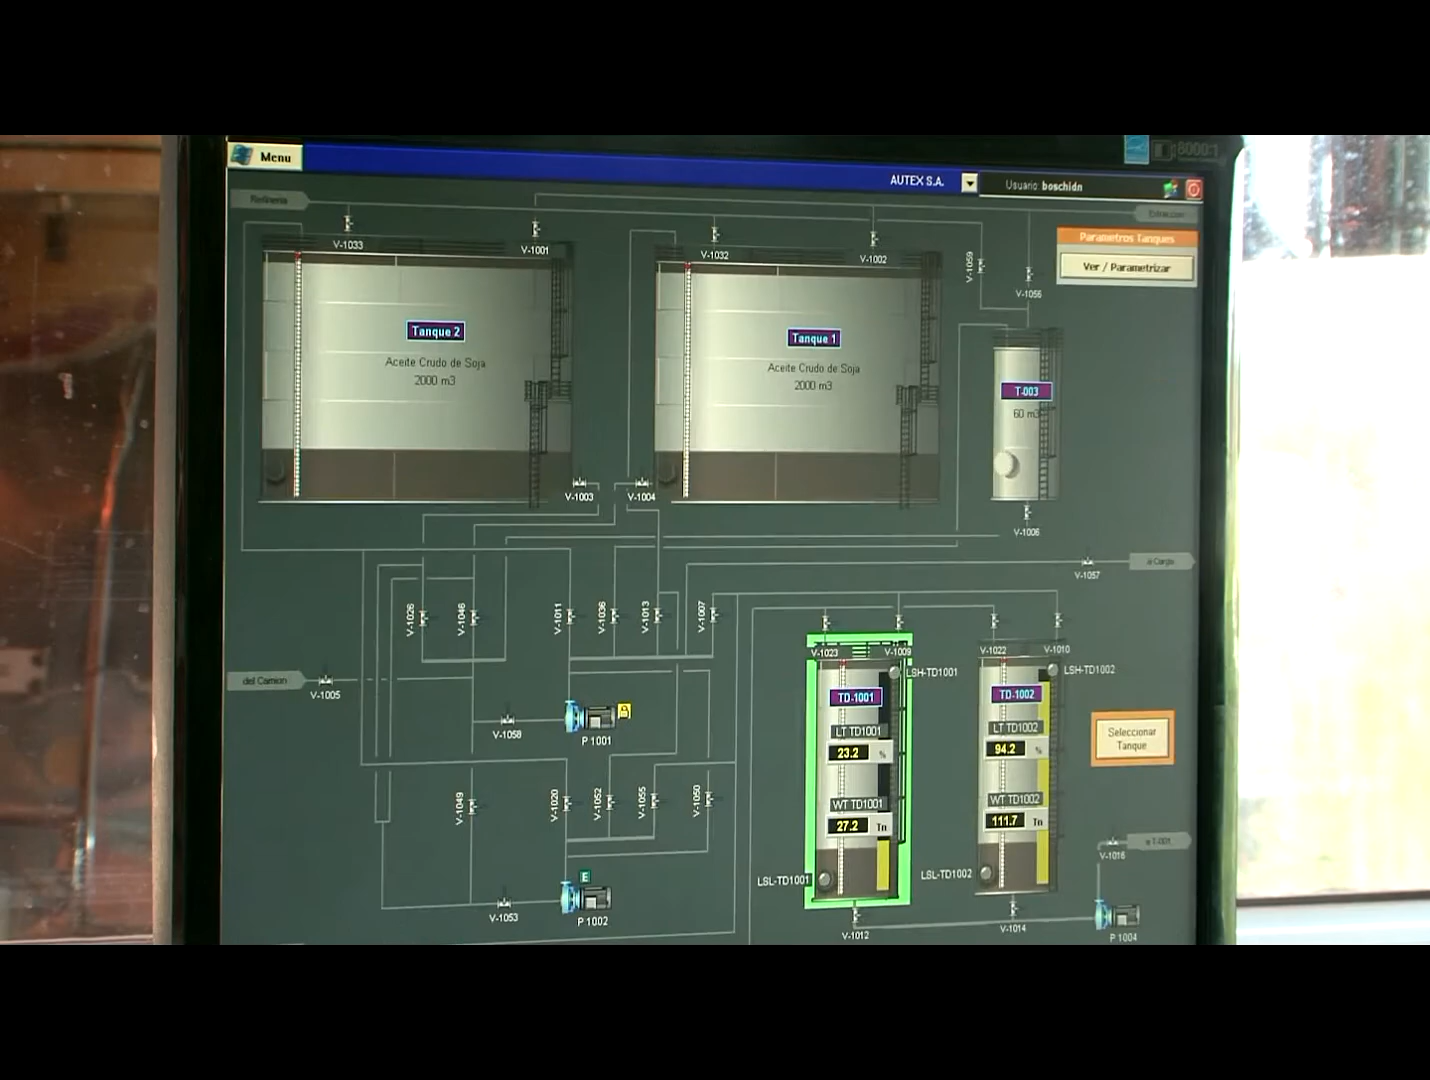 Menu
AUTEX S.A.
Usuario: boschidn
8000:1
Refineria
Extraccion
V-1033
V-1001
V-1032
V-1002
V-1059
V-1056
Parametros Tanques
Ver / Parametrizar
Tanque 2
Aceite Crudo de Soja
2000 m3
Tanque 1
Aceite Crudo de Soja
2000 m3
T-003
60 m3
V-1003
V-1004
V-1006
V-1057
a Carga
V-1026
V-1046
V-1011
V-1036
V-1013
V-1007
del Camion
V-1005
V-1058
P 1001
V-1049
V-1020
V-1052
V-1055
V-1050
V-1053
E
P 1002
V-1023
V-1009
LSH-TD1001
TD-1001
LT TD1001
23.2 %
WT TD1001
27.2 Tn
LSL-TD1001
V-1012
V-1022
V-1010
LSH-TD1002
TD-1002
LT TD1002
94.2 %
WT TD1002
111.7 Tn
LSL-TD1002
V-1014
Seleccionar
Tanque
a T-001
V-1016
P 1004